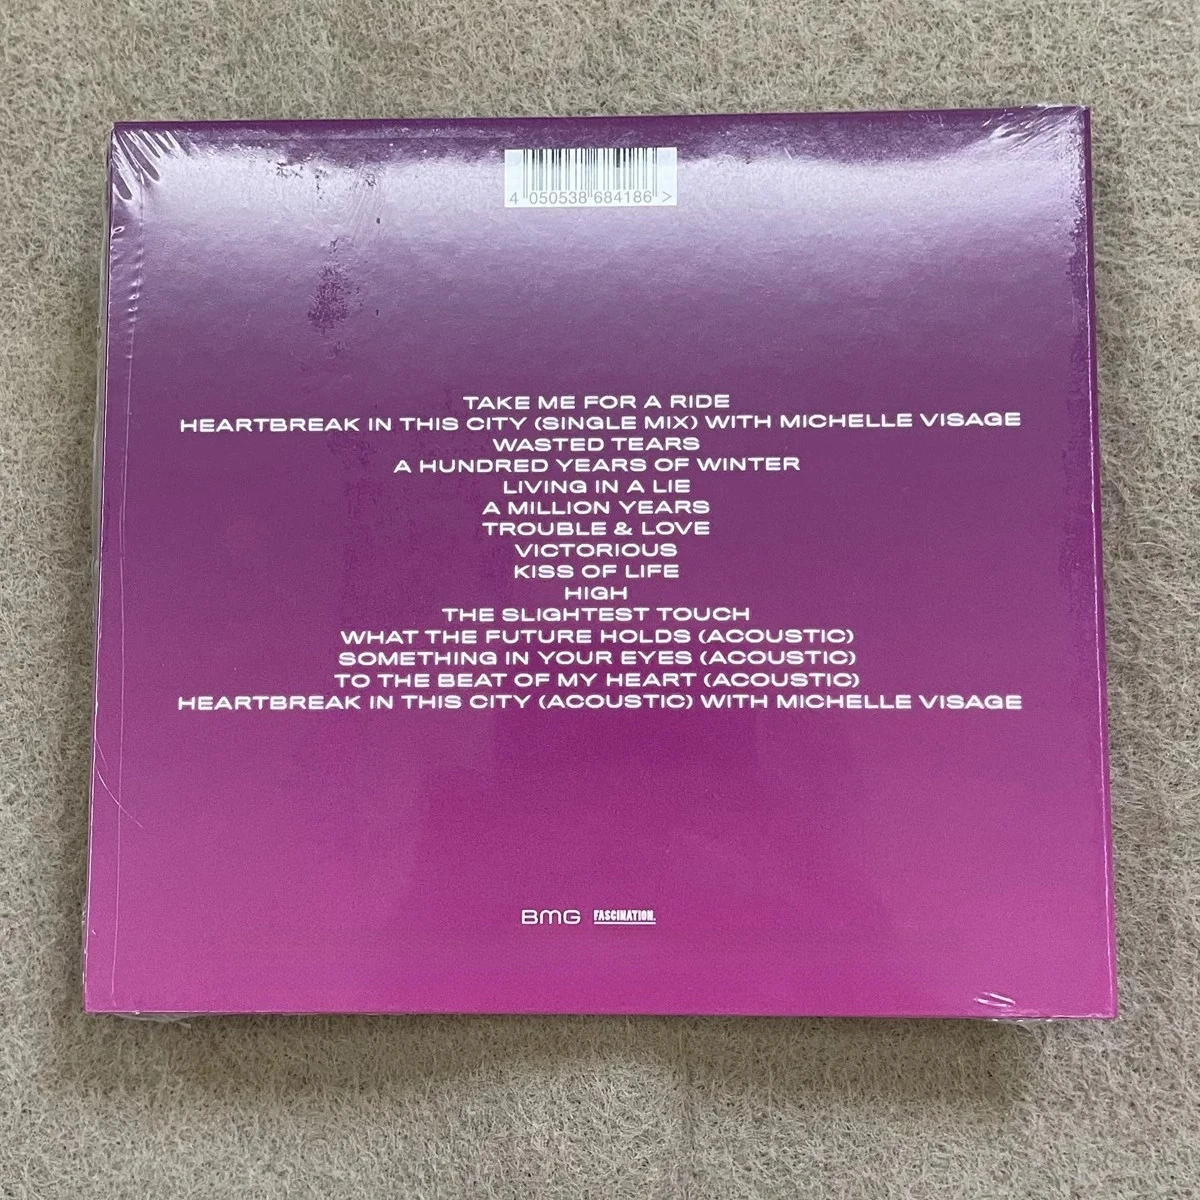 4 050538 684186 >
TAKE ME FOR A RIDE
HEARTBREAK IN THIS CITY (SINGLE MIX) WITH MICHELLE VISAGE
WASTED TEARS
A HUNDRED YEARS OF WINTER
LIVING IN A LIE
A MILLION YEARS
TROUBLE & LOVE
VICTORIOUS
KISS OF LIFE
HIGH
THE SLIGHTEST TOUCH
WHAT THE FUTURE HOLDS (ACOUSTIC)
SOMETHING IN YOUR EYES (ACOUSTIC)
TO THE BEAT OF MY HEART (ACOUSTIC)
HEARTBREAK IN THIS CITY (ACOUSTIC) WITH MICHELLE VISAGE
BMG FASCINATION.